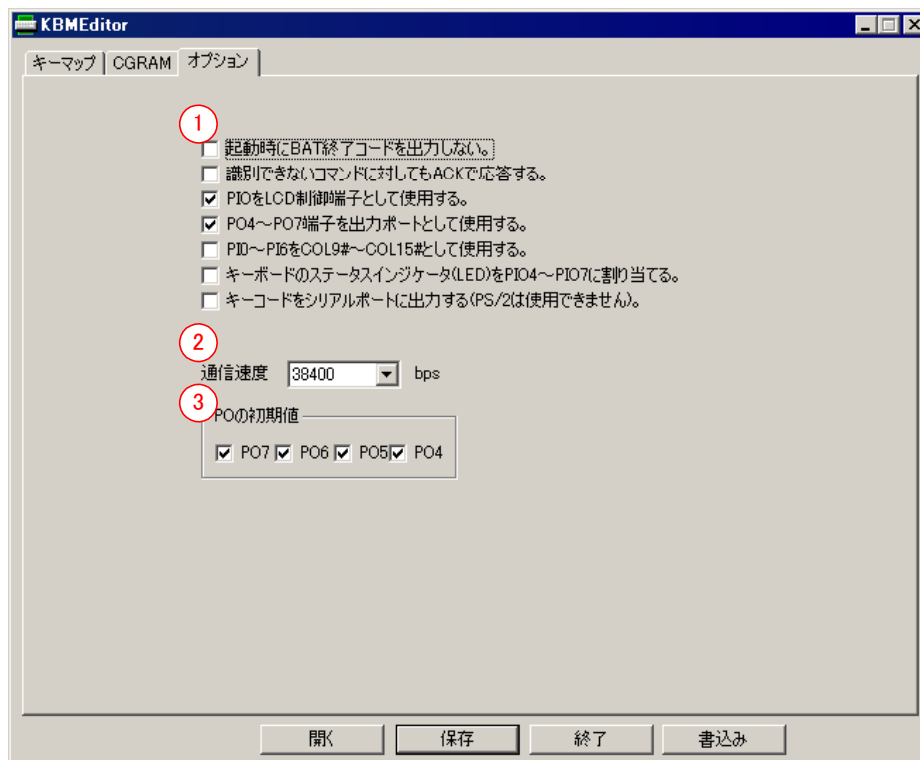 KBMEditor
キーマップ CGRAM オプション
1
起動時にBAT終了コードを出力しない。
識別できないコマンドに対してもACKで応答する。
PIOをLCD制御端子として使用する。
PO4～PO7端子を出力ポートとして使用する。
PI0～PI6をCOL9#～COL15#として使用する。
キーボードのステータスインジケータ(LED)をPIO4～PIO7に割り当てる。
キーコードをシリアルポートに出力する(PS/2は使用できません)。
2
通信速度 38400 bps
3
POの初期値
PO7 PO6 PO5 PO4
開く 保存 終了 書込み